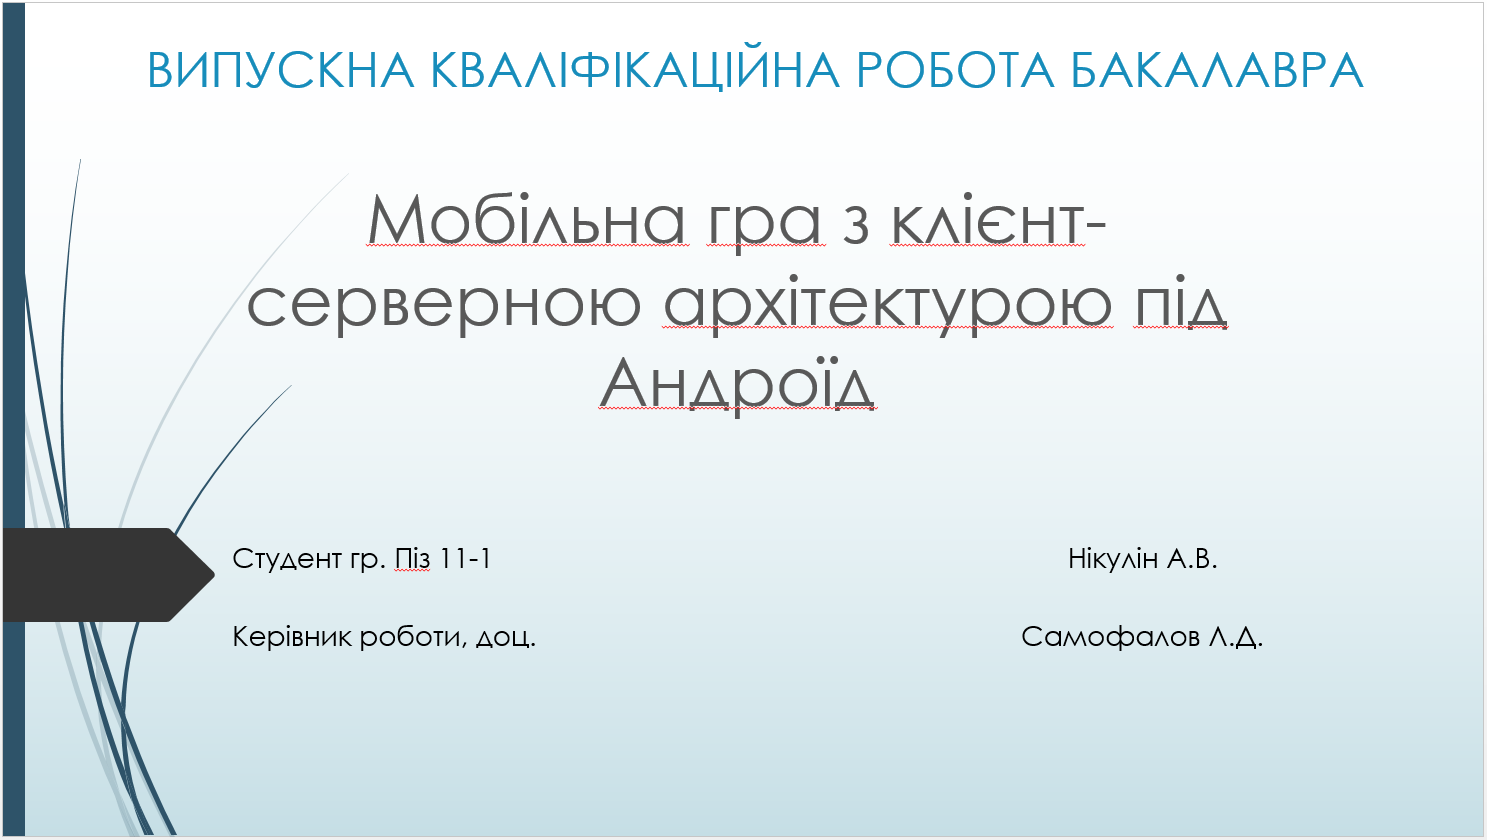 ВИПУСКНА КВАЛІФІКАЦІЙНА РОБОТА БАКАЛАВРА
Мобільна гра з клієнт-
серверною архітектурою під
Андроїд
Студент гр. Піз 11-1 Нікулін А.В.
Керівник роботи, доц. Самофалов Л.Д.